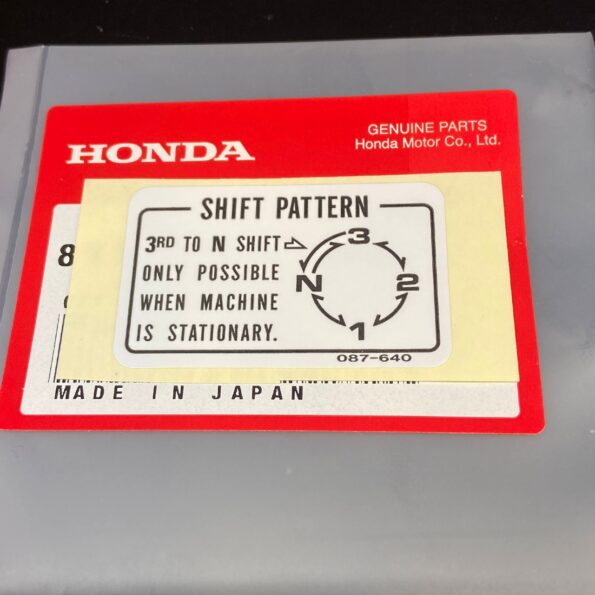 HONDA
GENUINE PARTS
Honda Motor Co., Ltd.
SHIFT PATTERN
3RD TO N SHIFT
ONLY POSSIBLE
WHEN MACHINE
IS STATIONARY.
3
N
2
1
087-640
8
MADE IN JAPAN